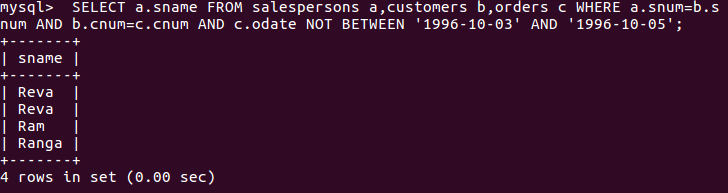 mysql>  SELECT a.sname FROM salespersons a,customers b,orders c WHERE a.snum=b.s
num AND b.cnum=c.cnum AND c.odate NOT BETWEEN '1996-10-03' AND '1996-10-05';
+-------+
| sname |
+-------+
| Reva  |
| Reva  |
| Ram   |
| Ranga |
+-------+
4 rows in set (0.00 sec)